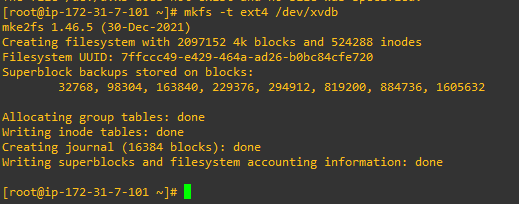 [root@ip-172-31-7-101 ~]# mkfs -t ext4 /dev/xvdb
mke2fs 1.46.5 (30-Dec-2021)
Creating filesystem with 2097152 4k blocks and 524288 inodes
Filesystem UUID: 7ffccc49-e429-464a-ad26-b0bc84cfe720
Superblock backups stored on blocks:
        32768, 98304, 163840, 229376, 294912, 819200, 884736, 1605632

Allocating group tables: done
Writing inode tables: done
Creating journal (16384 blocks): done
Writing superblocks and filesystem accounting information: done

[root@ip-172-31-7-101 ~]#